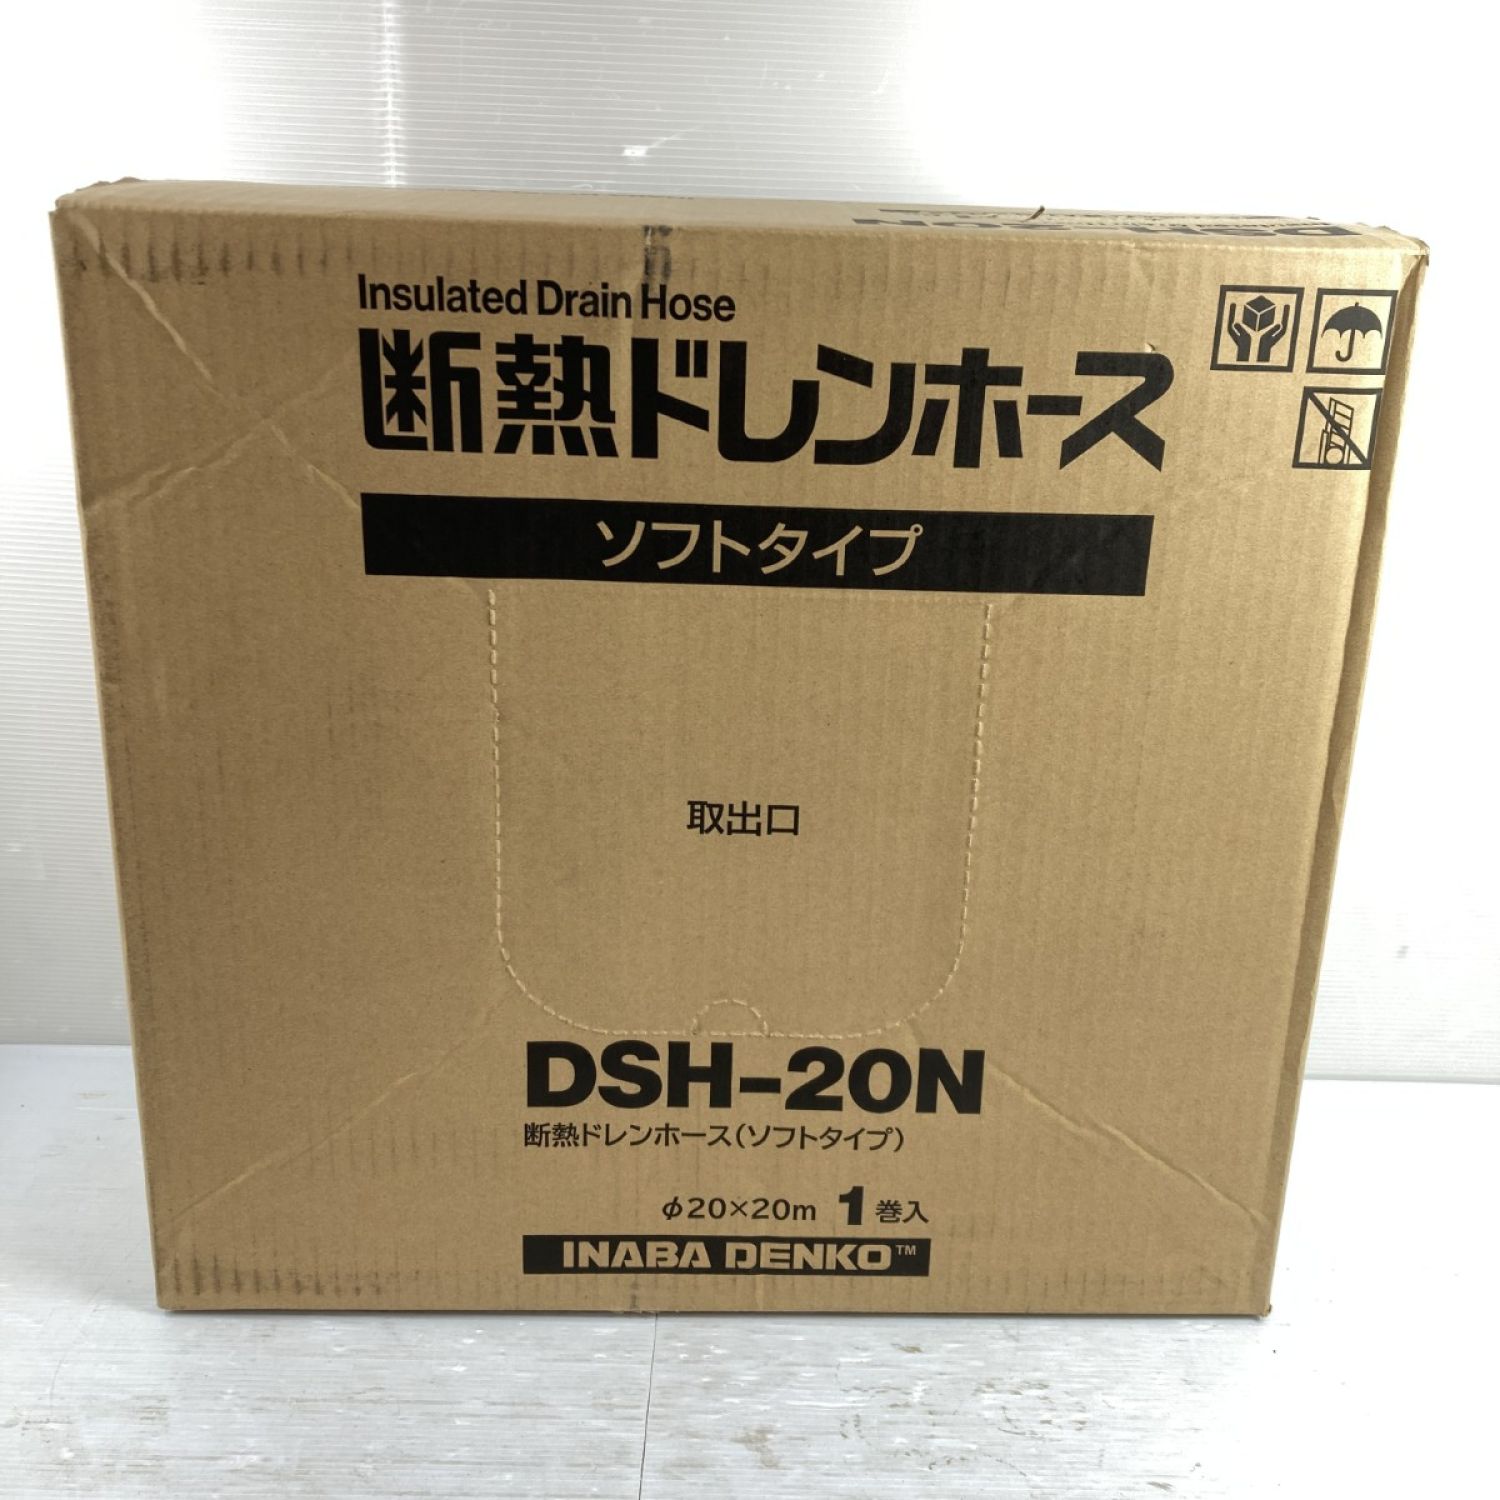 DSH-20N
Insulated Drain Hose
断熱ドレンホース
ソフトタイプ
取出口
DSH-20N
断熱ドレンホース(ソフトタイプ)
φ20×20m 1巻入
INABA DENKO™